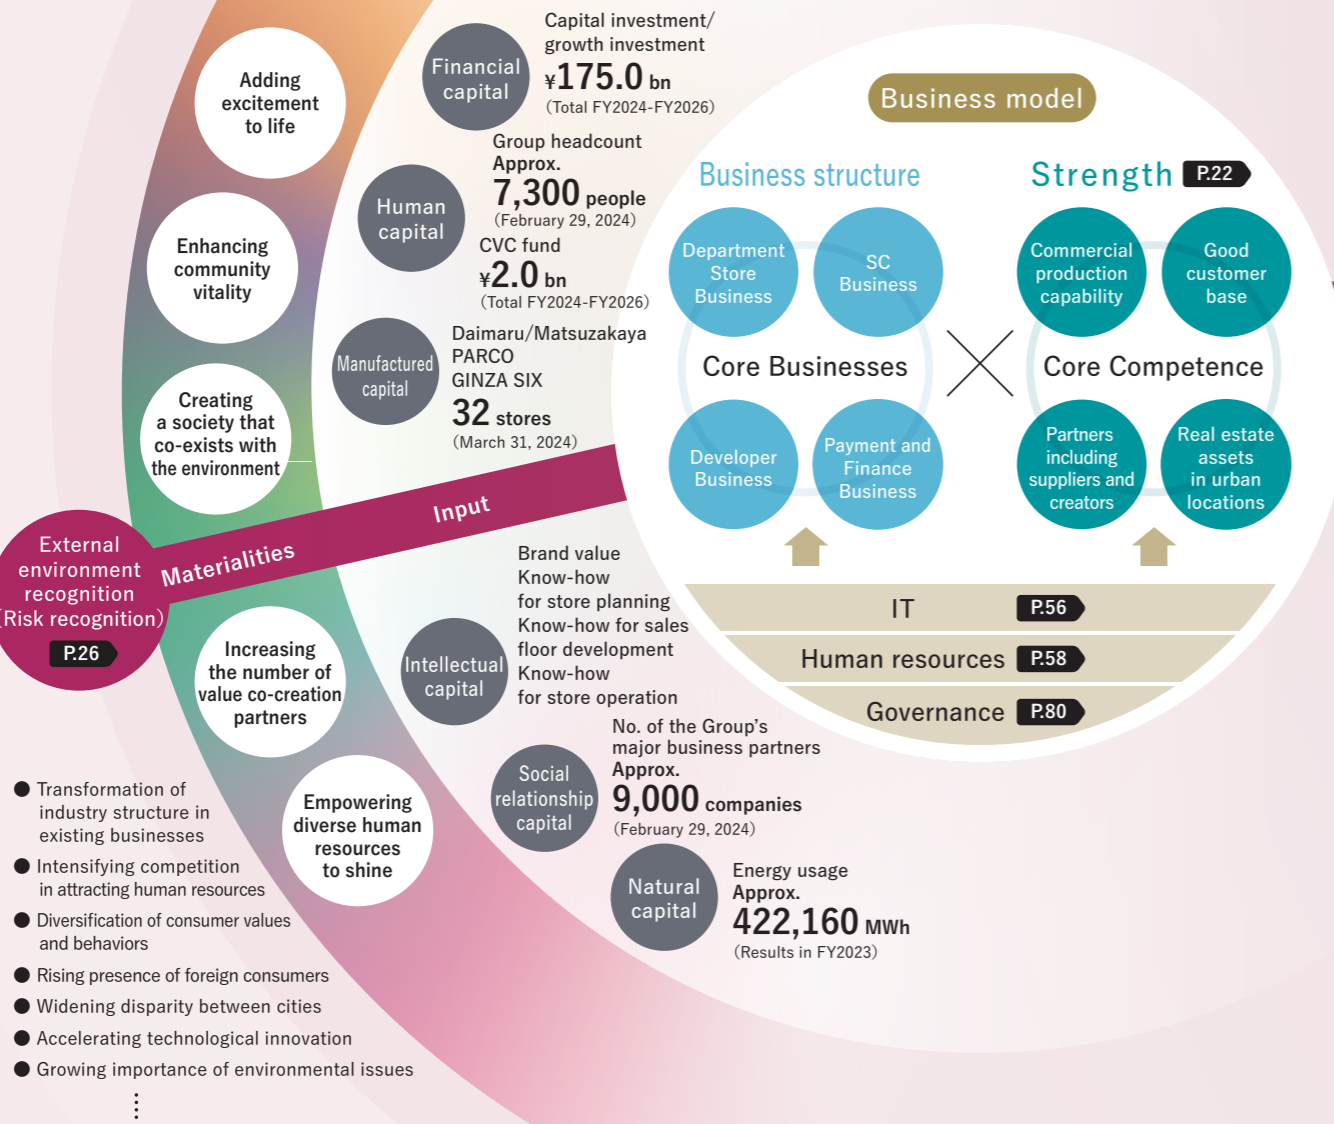 Adding
excitement
to life
Enhancing
community
vitality
Creating
a society that
co-exists with
the environment
External
environment
recognition
(Risk recognition)
P.26
Materialities
Input
Increasing
the number of
value co-creation
partners
Empowering
diverse human
resources
to shine
● Transformation of
industry structure in
existing businesses
● Intensifying competition
in attracting human resources
● Diversification of consumer values
and behaviors
● Rising presence of foreign consumers
● Widening disparity between cities
● Accelerating technological innovation
● Growing importance of environmental issues
Financial
capital
Capital investment/
growth investment
¥175.0 bn
(Total FY2024-FY2026)
Human
capital
Group headcount
Approx.
7,300 people
(February 29, 2024)
CVC fund
¥2.0 bn
(Total FY2024-FY2026)
Manufactured
capital
Daimaru/Matsuzakaya
PARCO
GINZA SIX
32 stores
(March 31, 2024)
Intellectual
capital
Brand value
Know-how
for store planning
Know-how for sales
floor development
Know-how
for store operation
Social
relationship
capital
No. of the Group's
major business partners
Approx.
9,000 companies
(February 29, 2024)
Natural
capital
Energy usage
Approx.
422,160 MWh
(Results in FY2023)
Business model
Business structure
Department
Store
Business
SC
Business
Core Businesses
Developer
Business
Payment and
Finance
Business
Strength P.22
Commercial
production
capability
Good
customer
base
Core Competence
Partners
including
suppliers and
creators
Real estate
assets
in urban
locations
IT P.56
Human resources P.58
Governance P.80